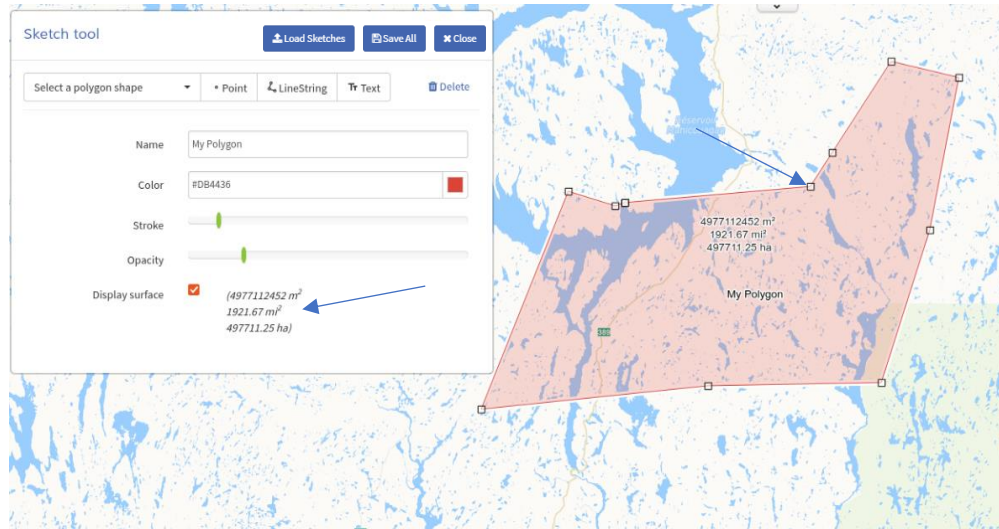 Sketch tool
Load Sketches
Save All
Close
Select a polygon shape
Point
LineString
Tr Text
Delete
Name
My Polygon
Color
#DB4436
Stroke
Opacity
Display surface
(4977112452 m²
1921.67 mi²
497711.25 ha)
Réservoir
4977112452 m²
1921.67 mi²
497711.25 ha
My Polygon
389